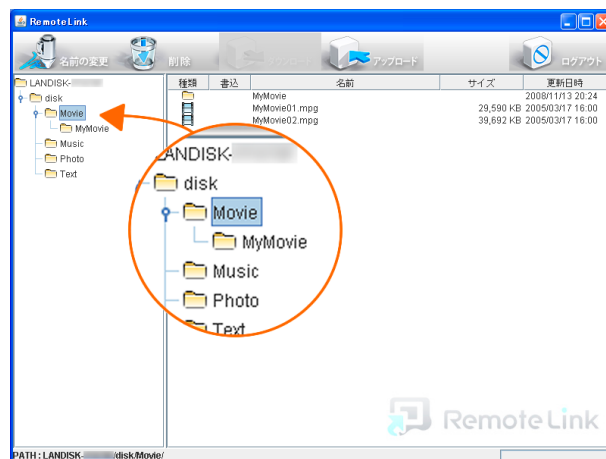 RemoteLink
名前の変更 削除 アップロード ログアウト
LANDISK-
disk
Movie
MyMovie
Music
Photo
Text
種類 書込 名前 サイズ 更新日時
MyMovie 2008/11/13 20:24
MyMovie01.mpg 29,590 KB 2005/03/17 16:00
MyMovie02.mpg 39,692 KB 2005/03/17 16:00
LANDISK-
disk
Movie
MyMovie
Music
Photo
Text
Remote Link
PATH : LANDISK- /disk/Movie/